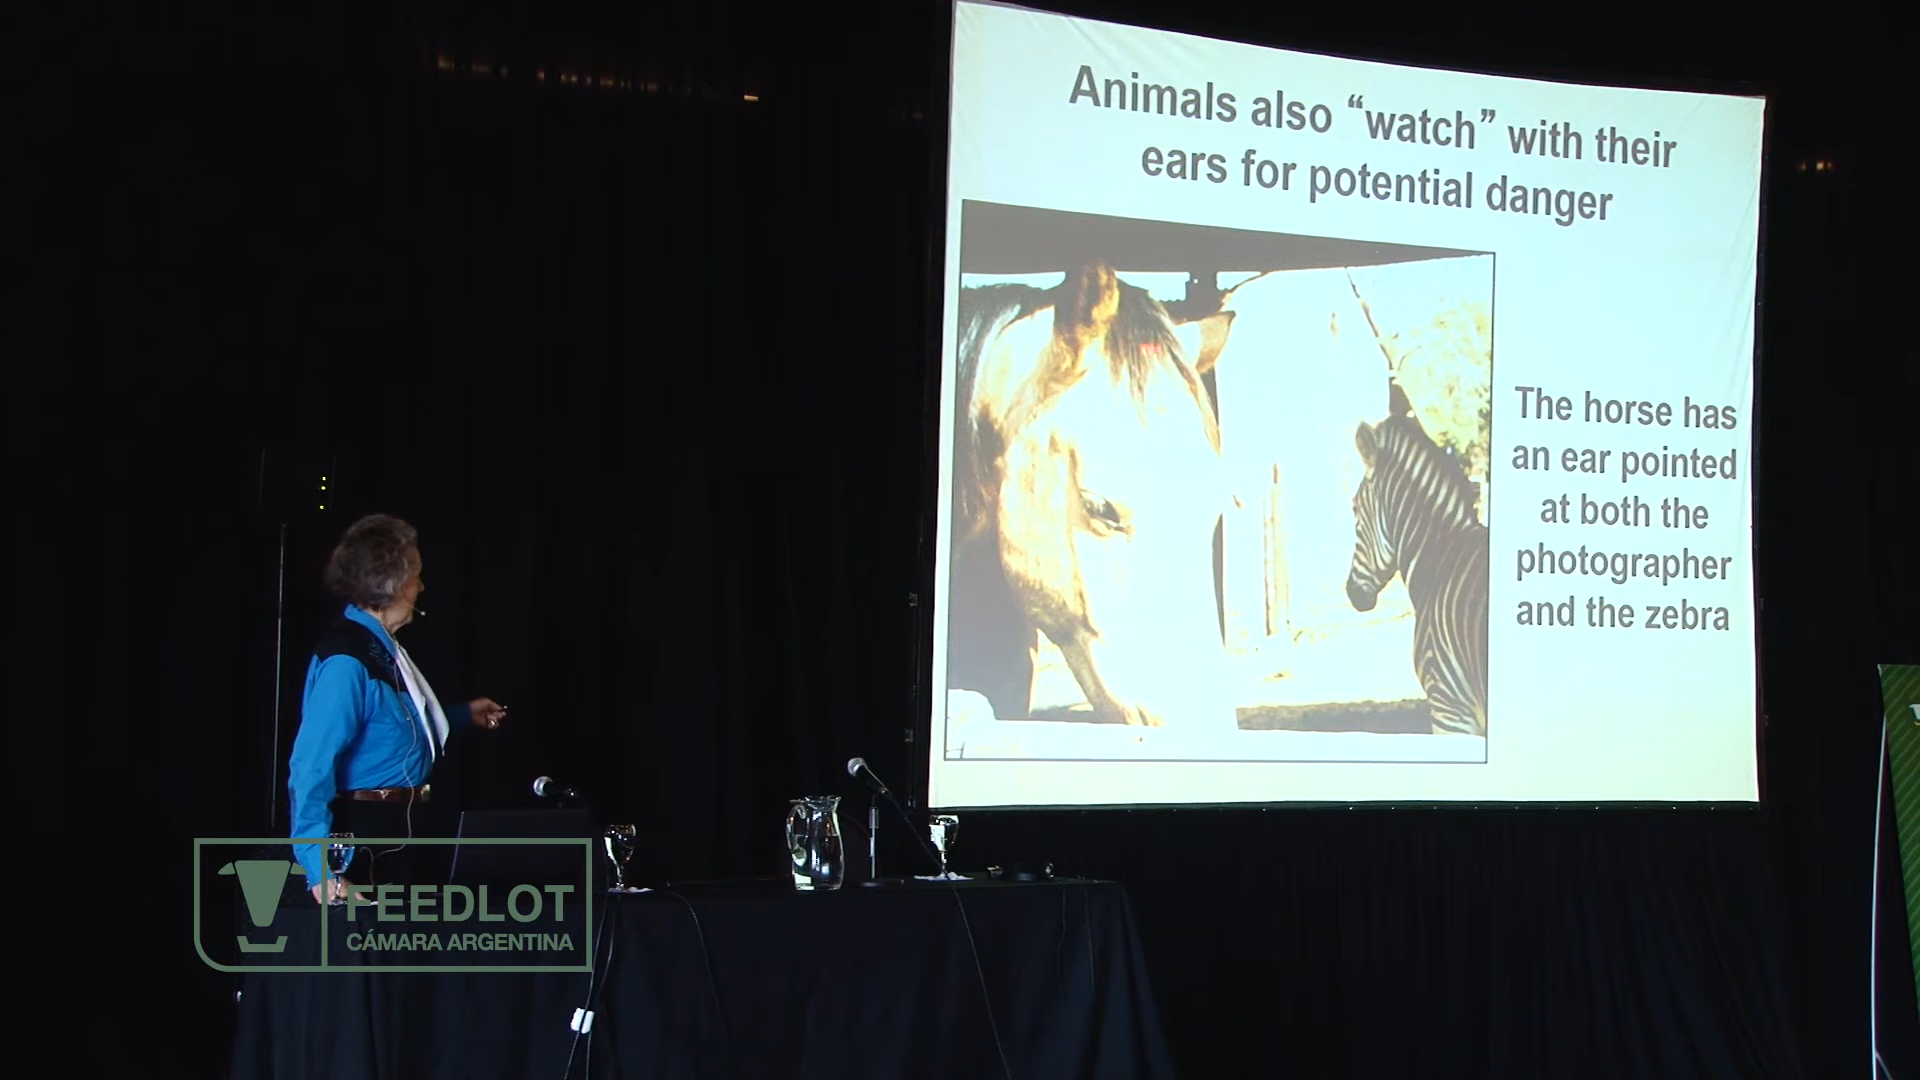 Animals also “watch” with their
ears for potential danger
The horse has
an ear pointed
at both the
photographer
and the zebra
FEEDLOT
CÁMARA ARGENTINA